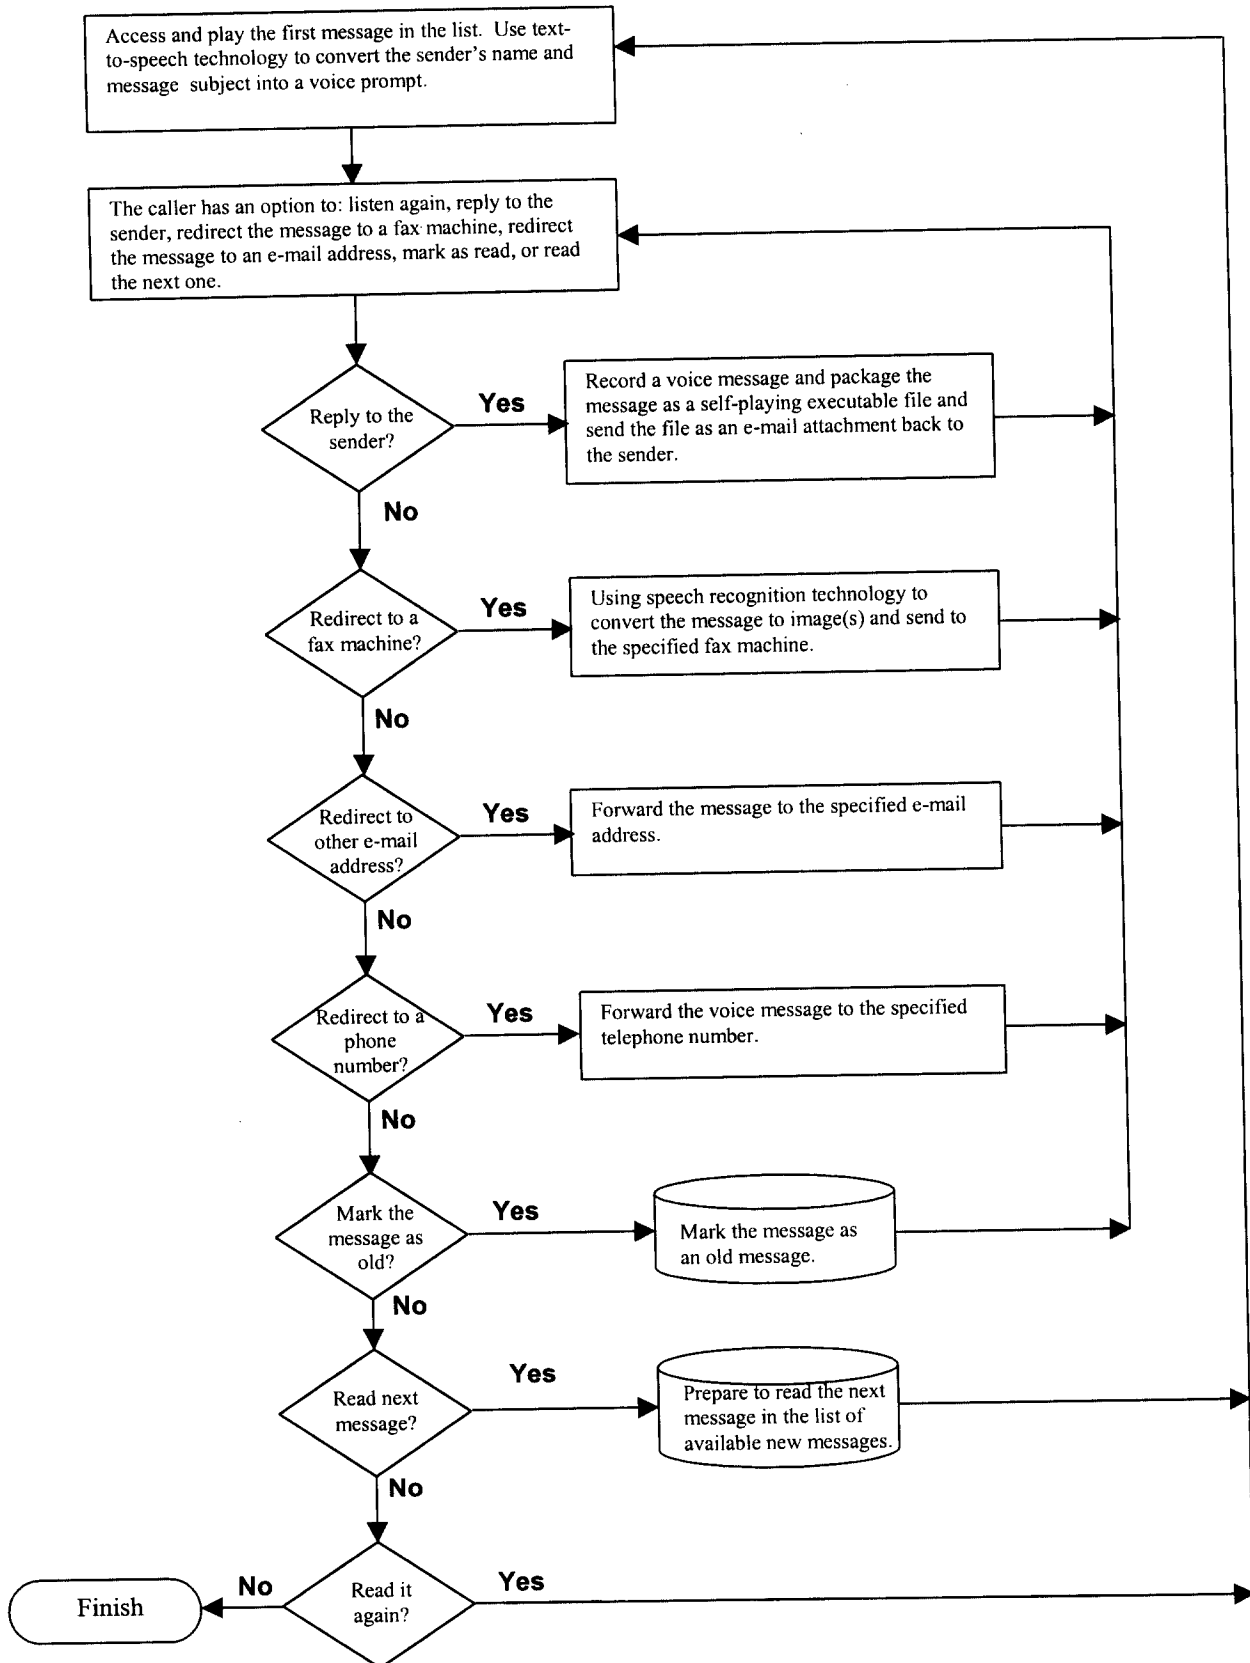 Access and play the first message in the list.  Use text-
to-speech technology to convert the sender's name and
message  subject into a voice prompt.
The caller has an option to: listen again, reply to the
sender, redirect the message to a fax machine, redirect
the message to an e-mail address, mark as read, or read
the next one.
Reply to the
sender?
Yes
Record a voice message and package the
message as a self-playing executable file and
send the file as an e-mail attachment back to
the sender.
No
Redirect to a
fax machine?
Yes
Using speech recognition technology to
convert the message to image(s) and send to
the specified fax machine.
No
Redirect to
other e-mail
address?
Yes
Forward the message to the specified e-mail
address.
No
Redirect to a
phone
number?
Yes
Forward the voice message to the specified
telephone number.
No
Mark the
message as
old?
Yes
Mark the message as
an old message.
No
Read next
message?
Yes
Prepare to read the next
message in the list of
available new messages.
No
Read it
again?
Yes
No
Finish